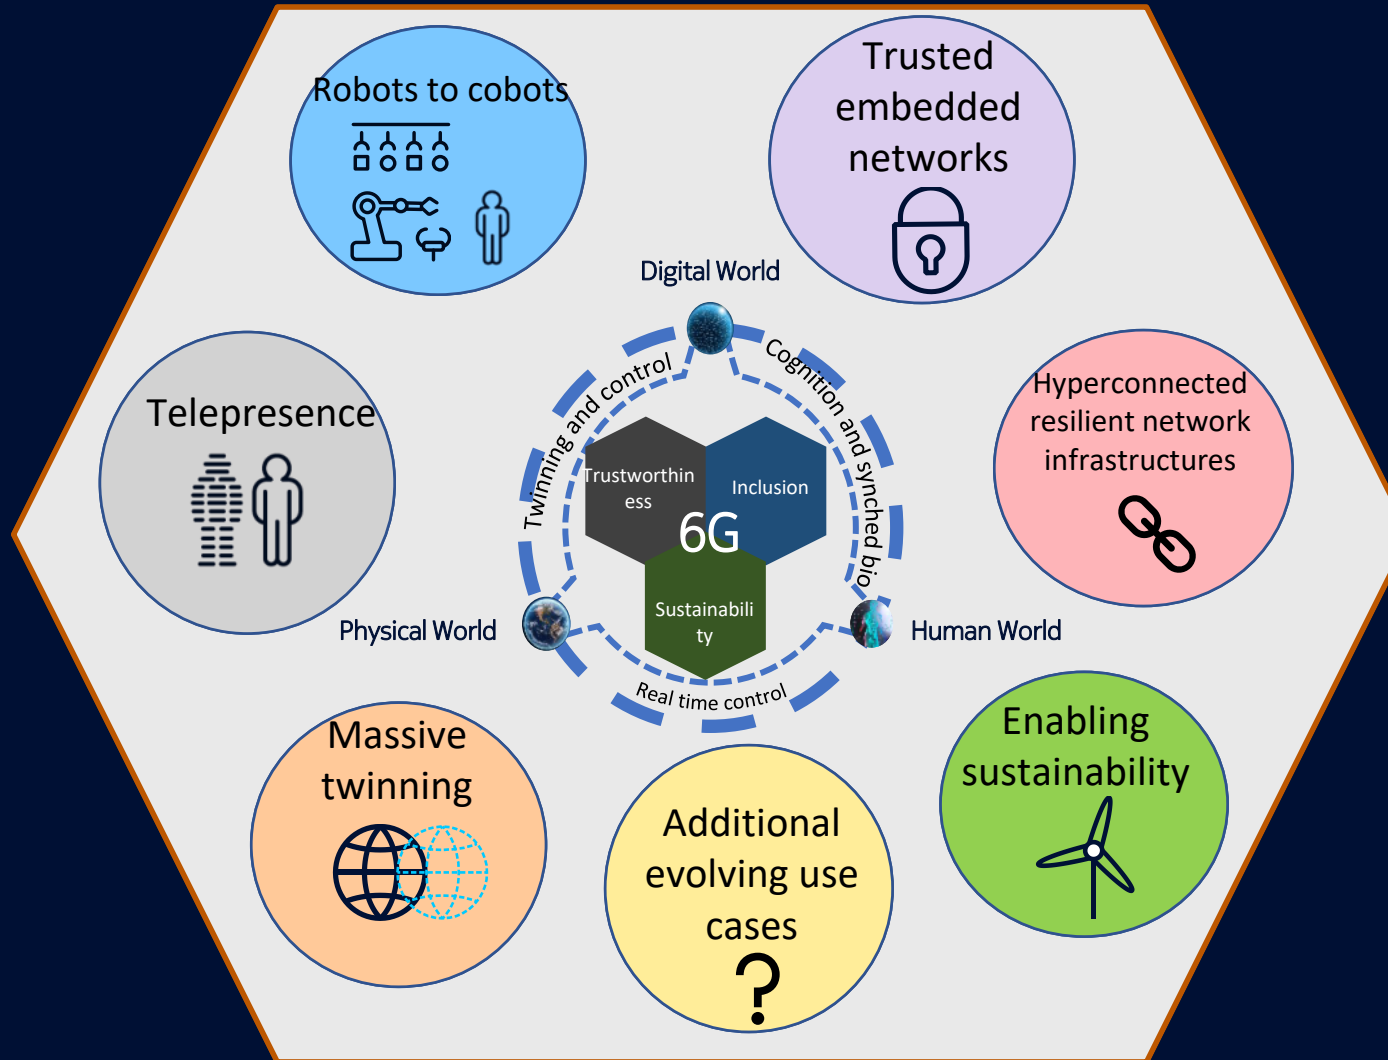 Robots to cobots
Trusted
embedded
networks
Digital World
Telepresence
Twinning and control
Cognition and synched bio
Hyperconnected
resilient network
infrastructures
Trustworthin
ess
Inclusion
6G
Sustainabili
ty
Physical World
Human World
Real time control
Massive
twinning
Additional
evolving use
cases
?
Enabling
sustainability